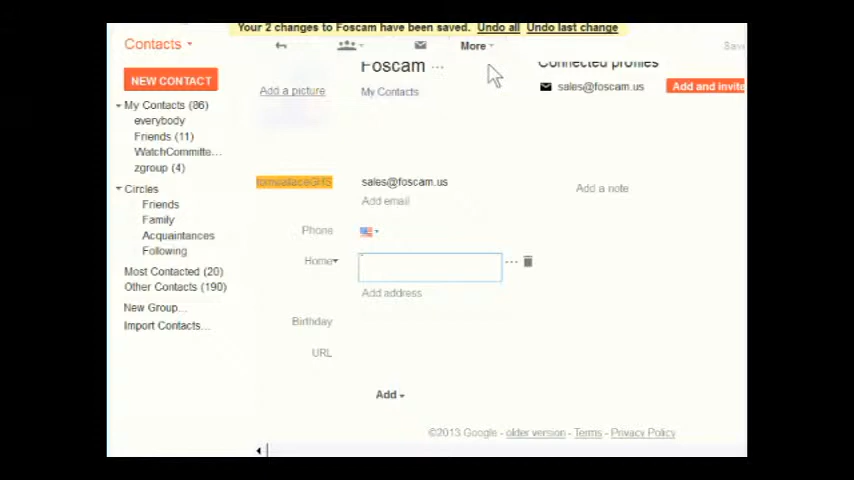 Your 2 changes to Foscam have been saved. Undo all Undo last change
Contacts
More
Save
NEW CONTACT
Foscam ...
Connected profiles
Add a picture
My Contacts
sales@foscam.us
Add and invite
My Contacts (86)
everybody
Friends (11)
WatchCommitte...
zgroup (4)
sales@foscam.us
Add a note
Circles
Add email
Friends
Family
Acquaintances
Following
Phone
Home
Most Contacted (20)
Other Contacts (190)
Add address
New Group...
Import Contacts...
Birthday
URL
Add
©2013 Google - older version - Terms - Privacy Policy